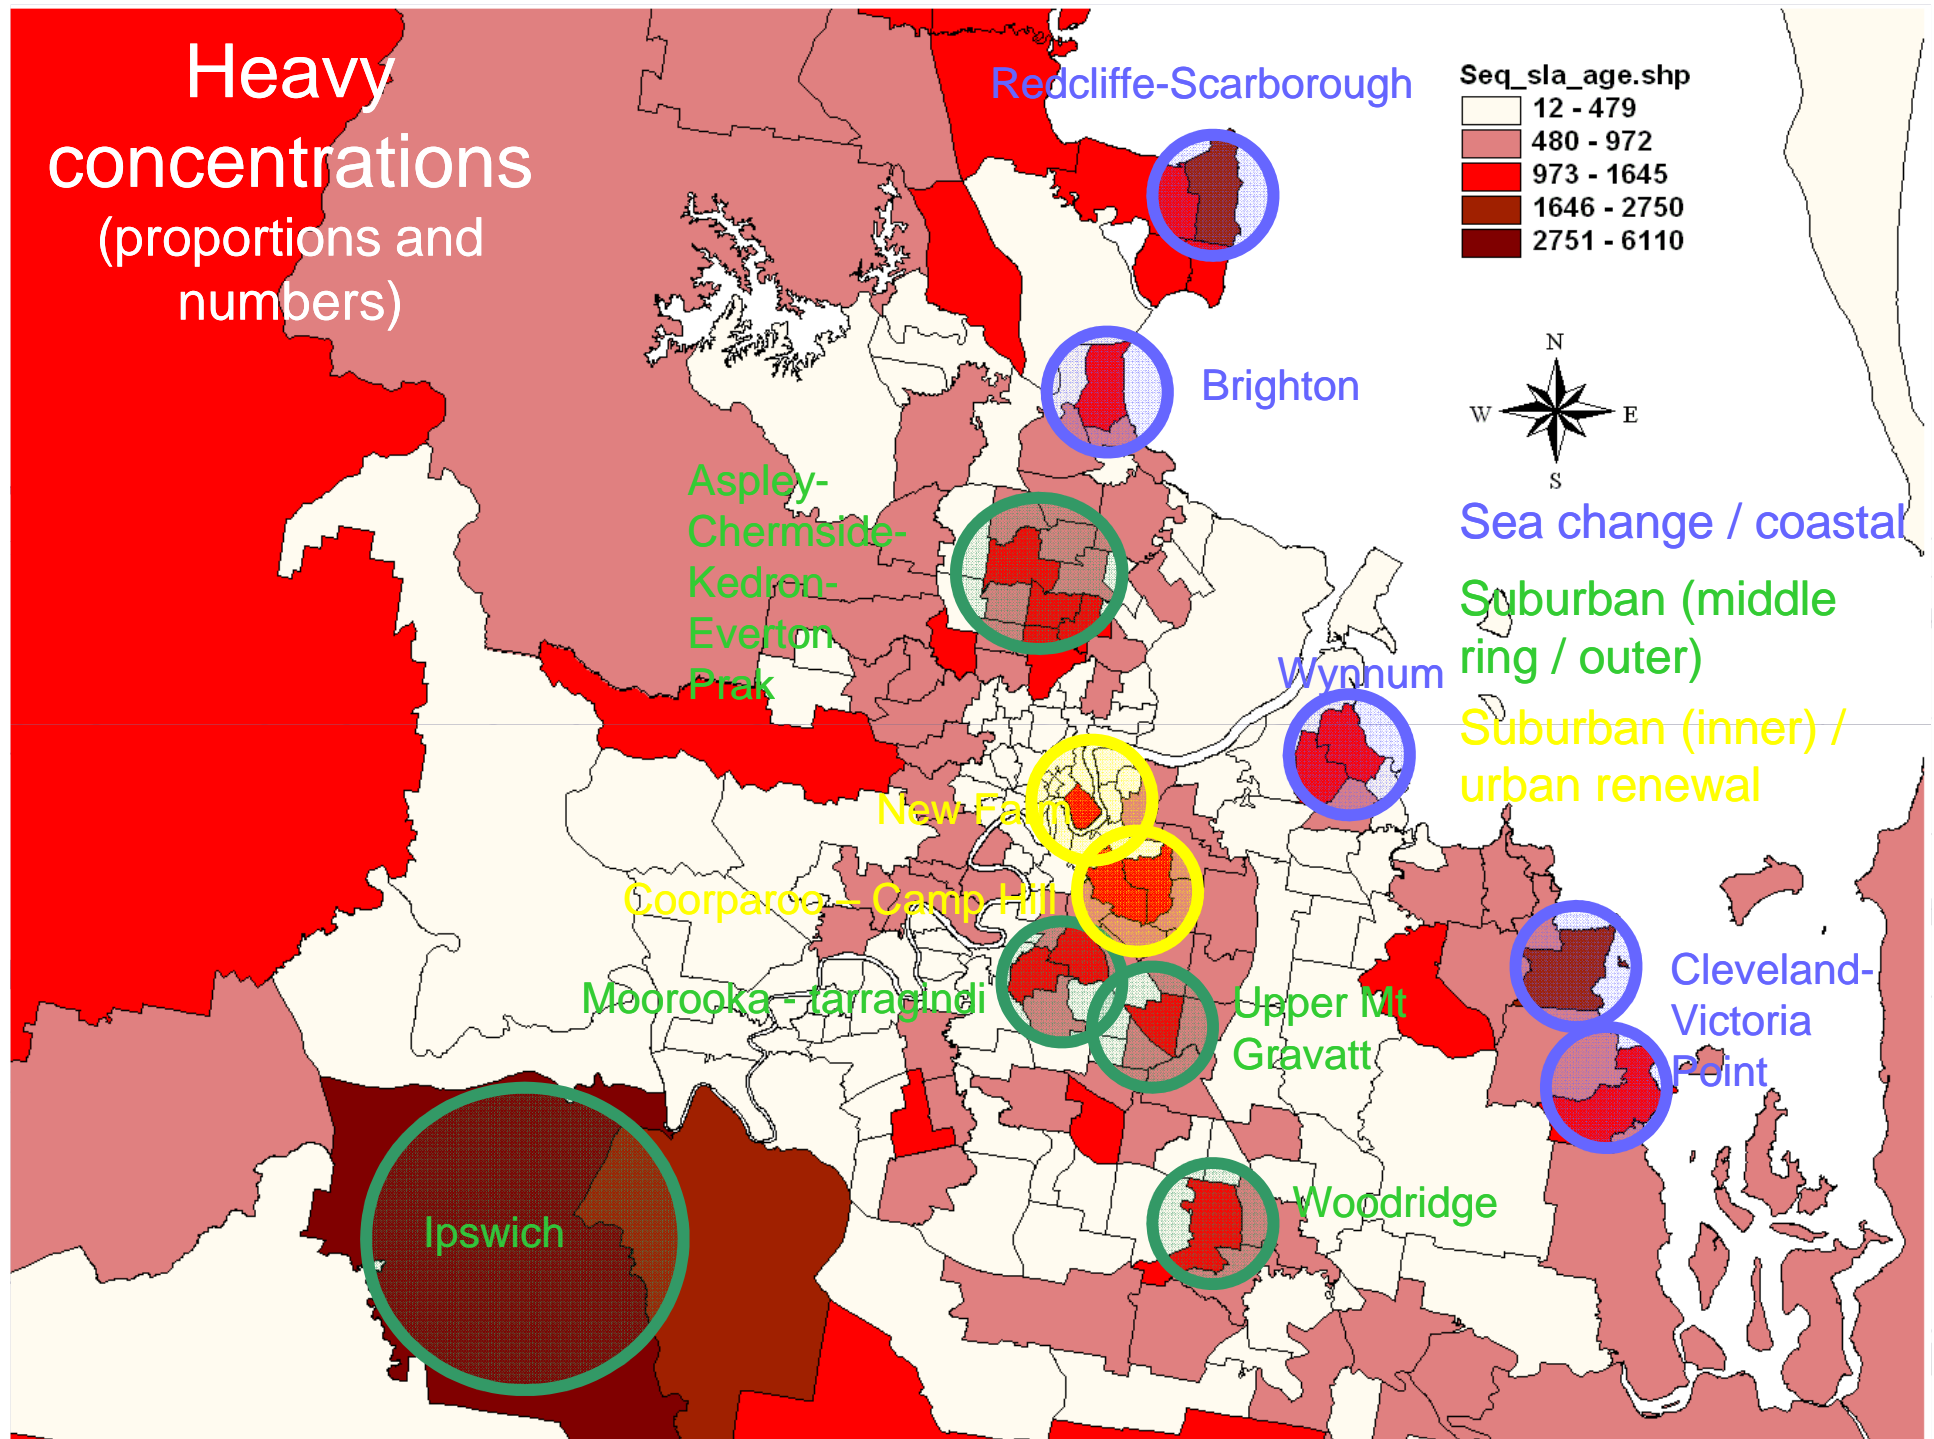 Heavy
concentrations
(proportions and
numbers)
Redcliffe-Scarborough
Seq_sla_age.shp
12 - 479
480 - 972
973 - 1645
1646 - 2750
2751 - 6110
N
W
E
S
Brighton
Aspley-
Chermside-
Kedron-
Everton
Prak
Sea change / coastal
Suburban (middle
ring / outer)
Suburban (inner) /
urban renewal
Wynnum
New Farm
Coorparoo – Camp Hill
Moorooka - tarragindi
Upper Mt
Gravatt
Cleveland-
Victoria
Point
Woodridge
Ipswich